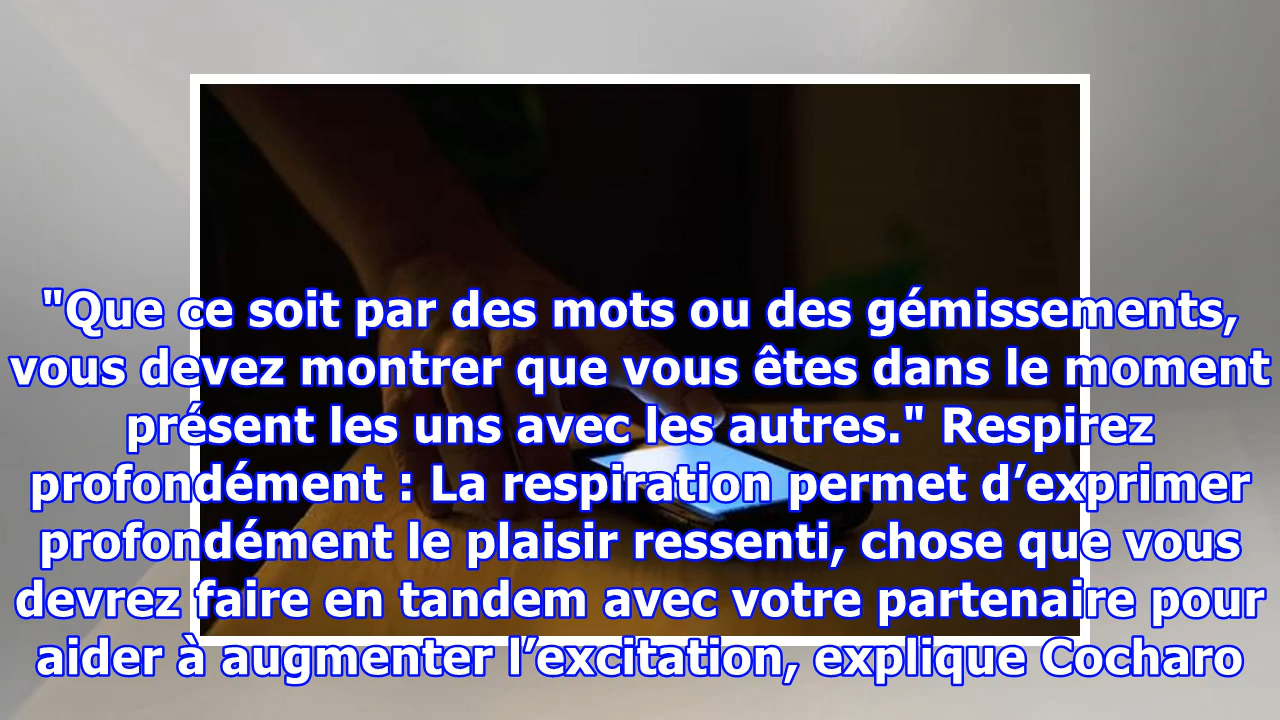 "Que ce soit par des mots ou des gémissements,
vous devez montrer que vous êtes dans le moment
présent les uns avec les autres." Respirez
profondément : La respiration permet d’exprimer
profondément le plaisir ressenti, chose que vous
devrez faire en tandem avec votre partenaire pour
aider à augmenter l’excitation, explique Cocharo